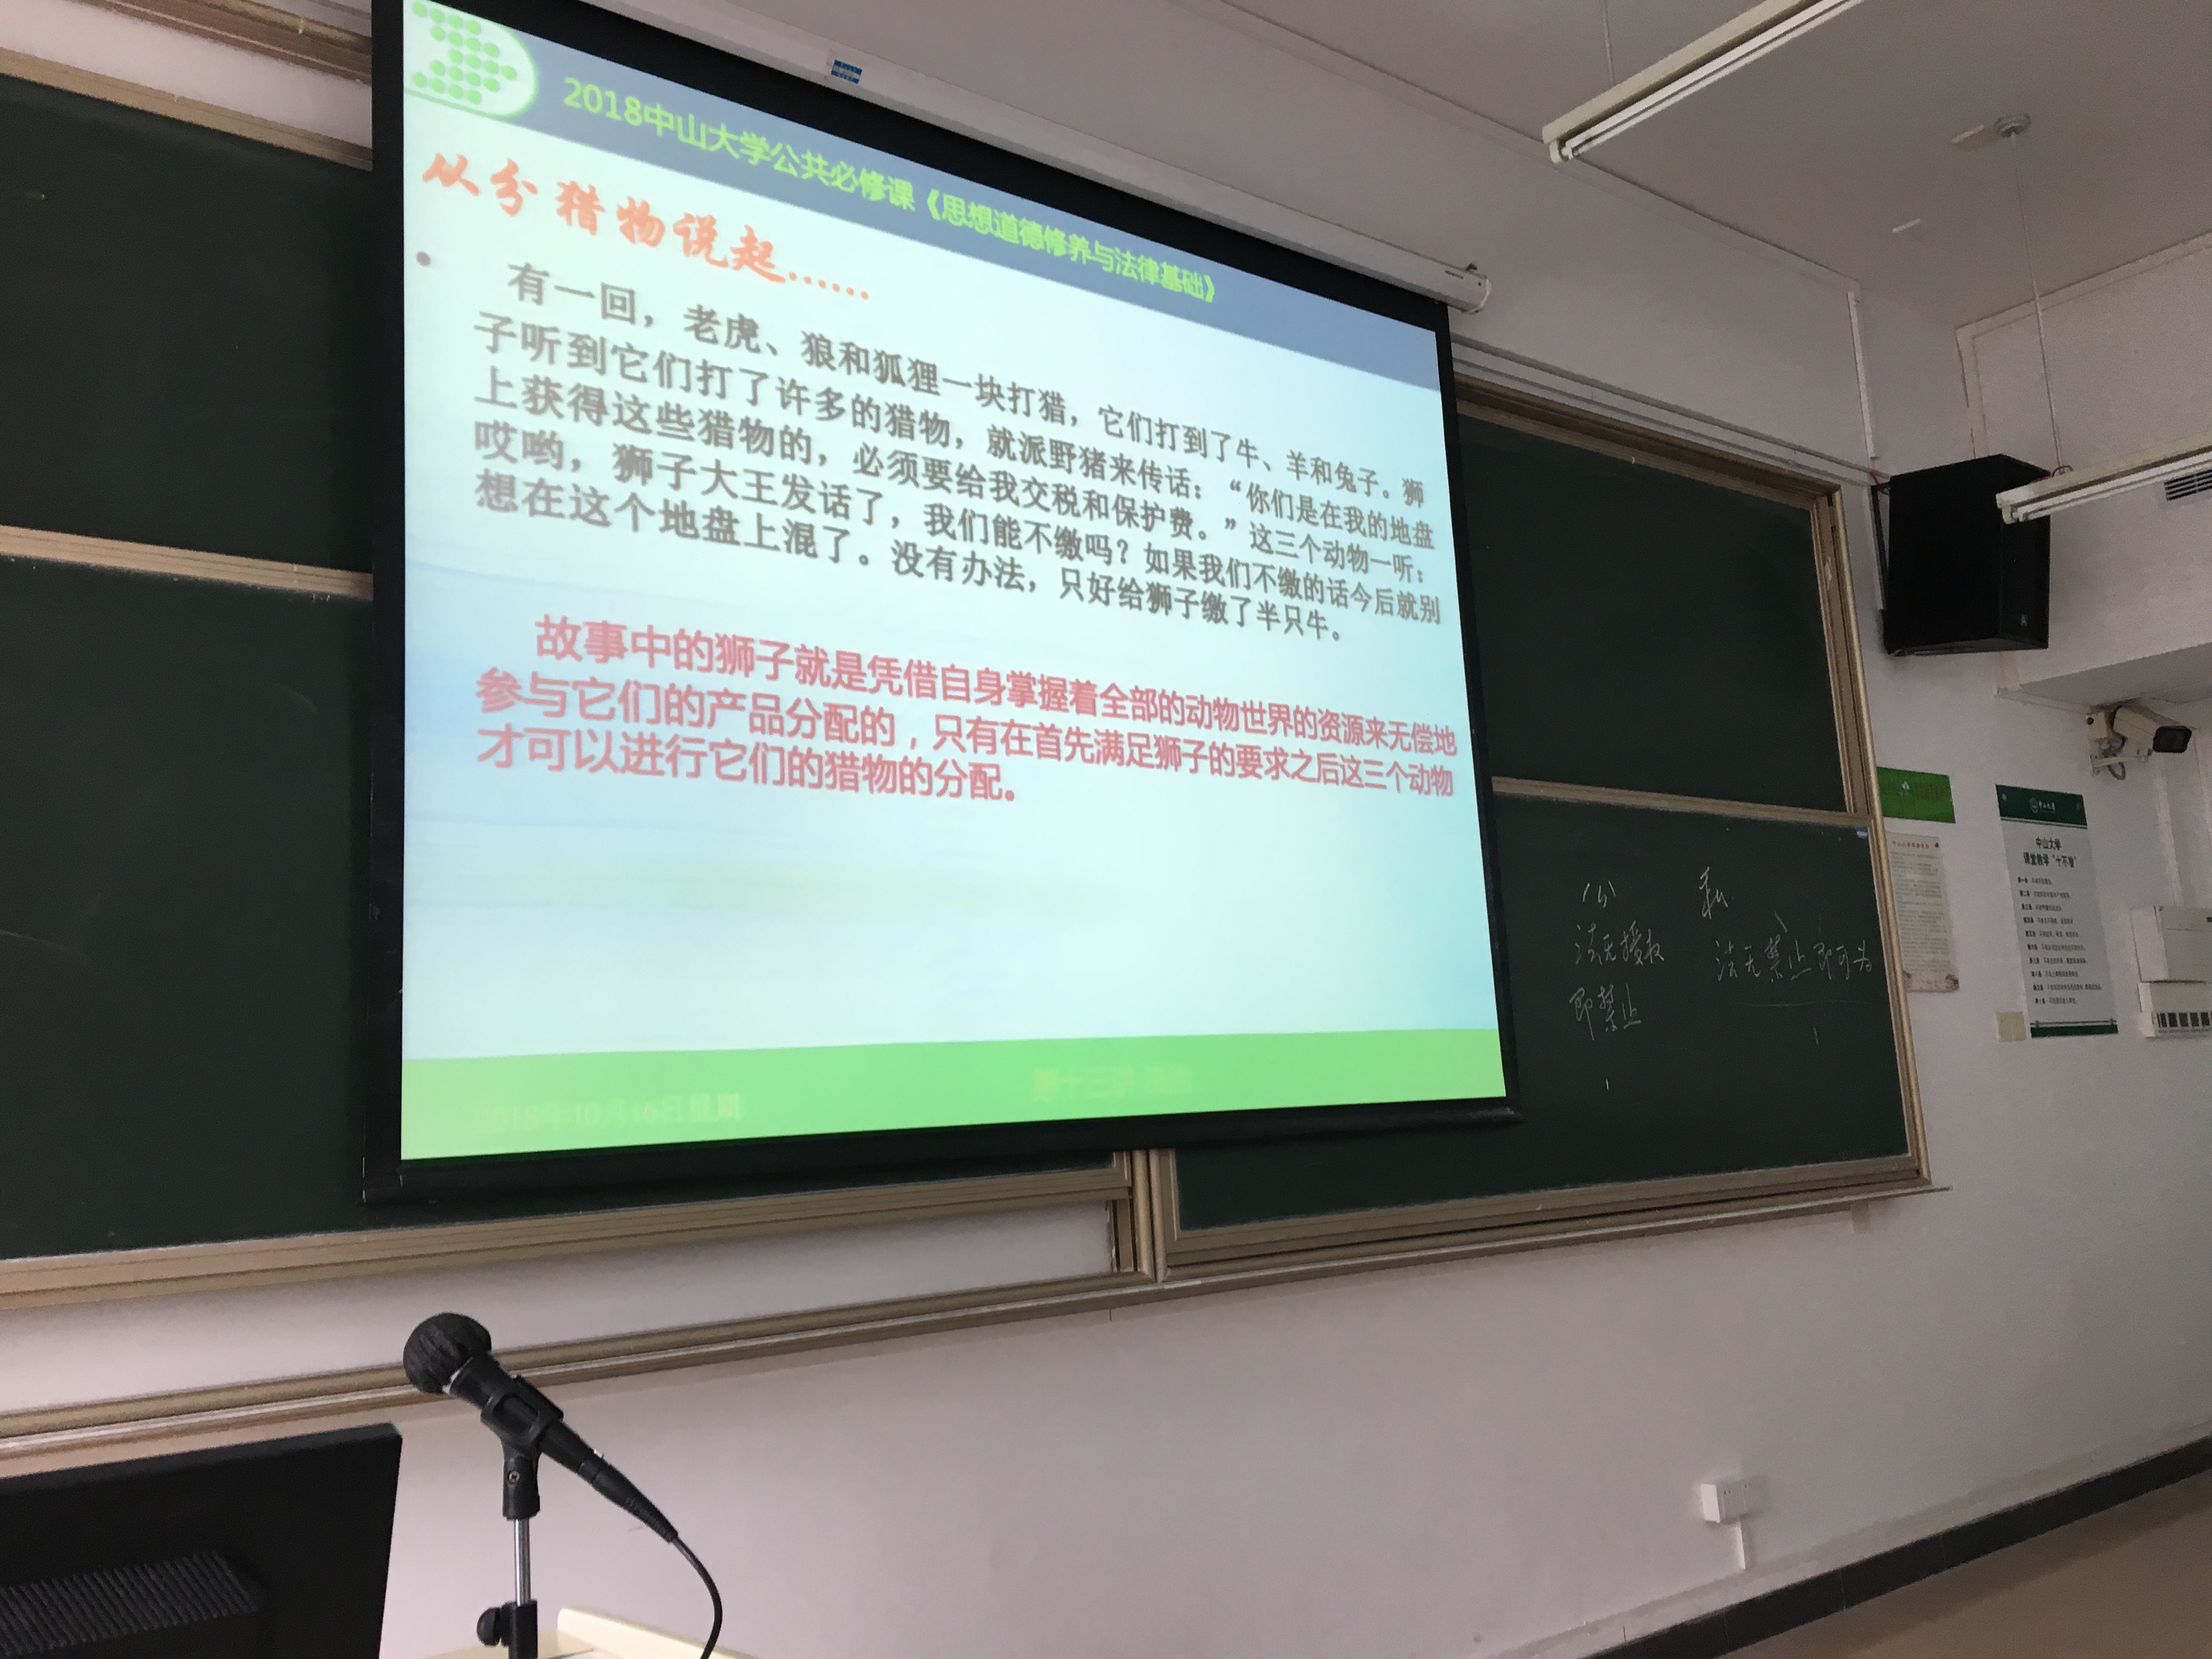 2018中山大学公共必修课《思想道德修养与法律基础》
从分猎物说起……
• 有一回，老虎、狼和狐狸一块打猎，它们打到了牛、羊和兔子。狮
子听到它们打了许多的猎物，就派野猪来传话：“你们是在我的地盘
上获得这些猎物的，必须要给我交税和保护费。”这三个动物一听：
哎哟，狮子大王发话了，我们能不缴吗？如果我们不缴的话今后就别
想在这个地盘上混了。没有办法，只好给狮子缴了半只牛。
故事中的狮子就是凭借自身掌握着全部的动物世界的资源来无偿地
参与它们的产品分配的，只有在首先满足狮子的要求之后这三个动物
才可以进行它们的猎物的分配。
2018年10月16日星期
第十三讲
公
法无授权
即禁止
私
法无禁止即可为
中山大学
中山大学
课堂教学“十不准”